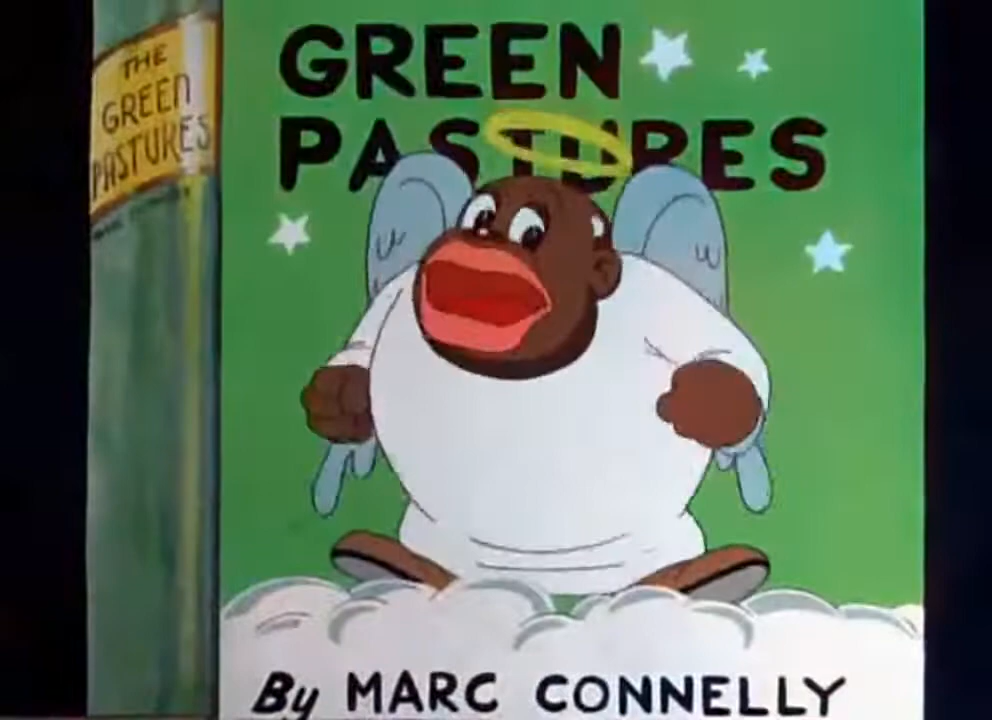 THE
GREEN
PASTURES
GREEN
PASTURES
By MARC CONNELLY